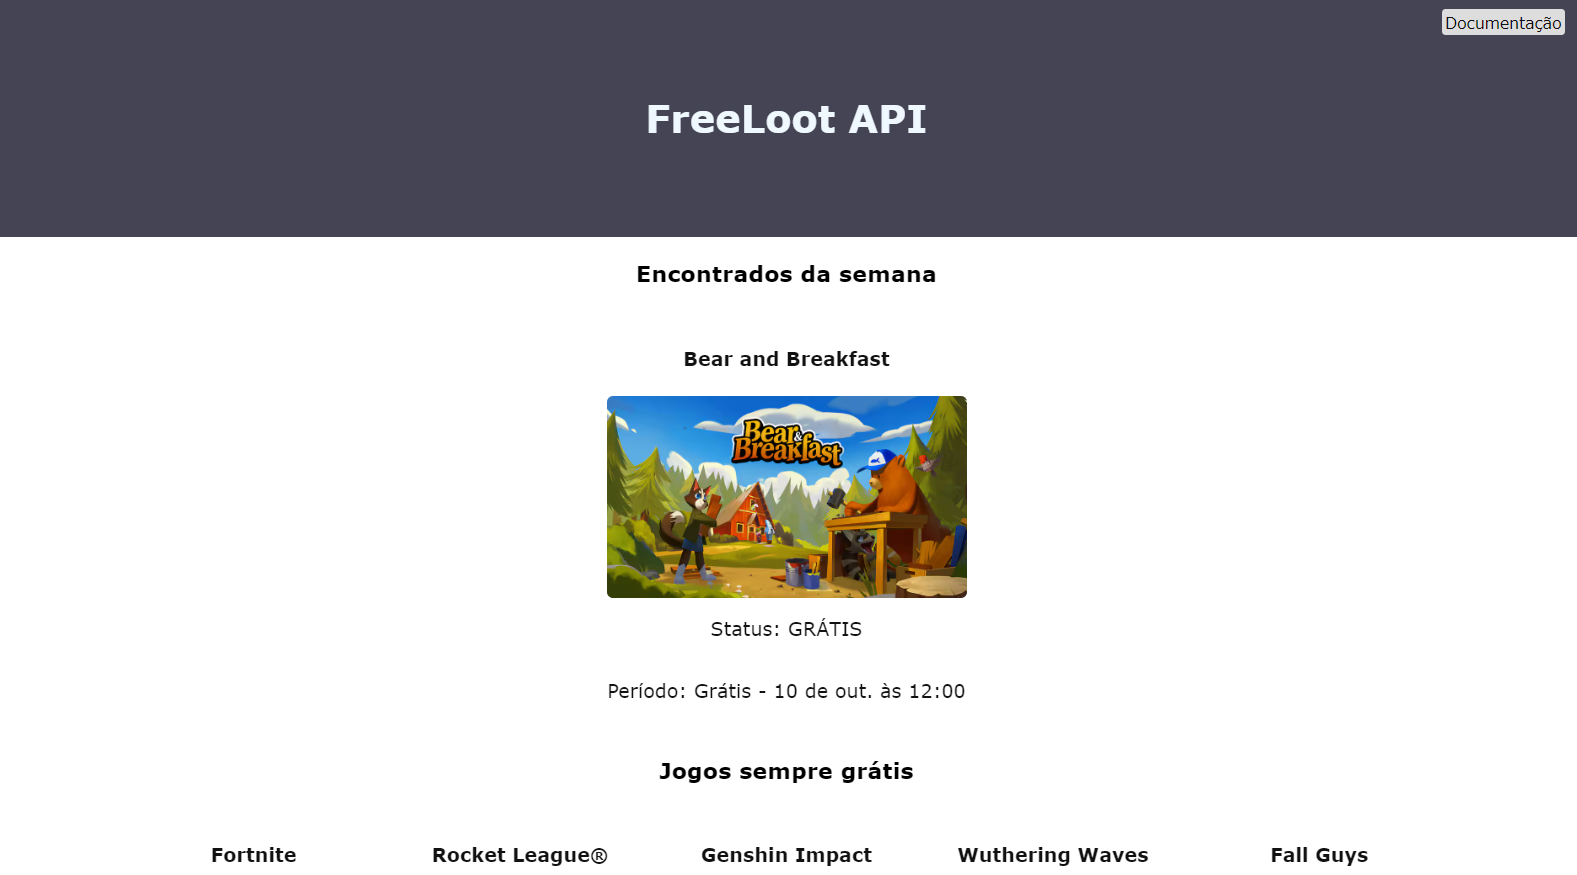 Documentação
FreeLoot API
Encontrados da semana
Bear and Breakfast
Bear &
Breakfast
Status: GRÁTIS
Período: Grátis - 10 de out. às 12:00
Jogos sempre grátis
Fortnite Rocket League® Genshin Impact Wuthering Waves Fall Guys